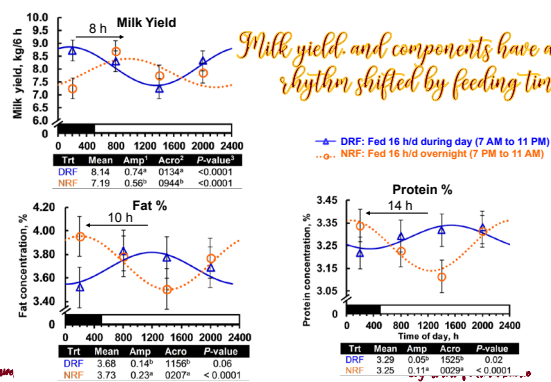 Milk yield. and components have a
rhythm shifted by feeding tim
DRF: Fed 16 h/d during day (7 AM to 11 PM)
NRF: Fed 16 h/d overnight (7 PM to 11 AM)
Milk Yield
8 h
Milk yield, kg/6 h
10.0
9.0
9.5
8.5
8.0
7.5
7.0
6.5
6.0
0 400 800 1200 1600 2000 2400
Trt Mean Amp¹ Acro² P-value³
DRF 8.14 0.74ᵃ 0134ᵃ <0.0001
NRF 7.19 0.56ᵇ 0944ᵇ <0.0001
Fat %
10 h
Fat concentration, %
4.20
4.00
3.80
3.60
3.40
0 400 800 1200 1600 2000 2400
Trt Mean Amp Acro P-value
DRF 3.68 0.14ᵇ 1156ᵇ 0.06
NRF 3.73 0.23ᵃ 0207ᵃ < 0.0001
Protein %
14 h
Protein concentration, %
3.45
3.35
3.25
3.15
3.05
0 400 800 1200 1600 2000 2400
Time of day, h
Trt Mean Amp Acro P-value
DRF 3.29 0.05ᵇ 1525ᵇ 0.02
NRF 3.25 0.11ᵃ 0029ᵃ < 0.0001